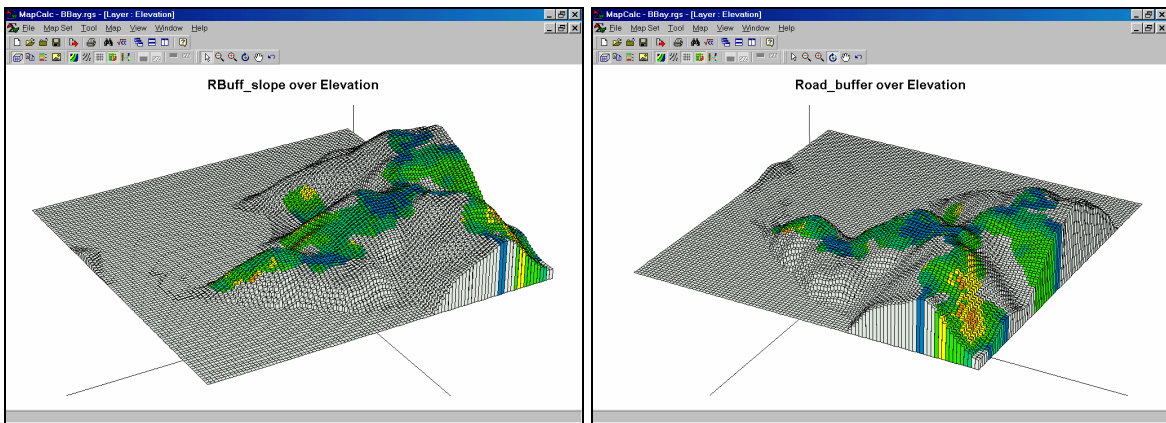 MapCalc - BBay.rgs - [Layer : Elevation]
File Map Set Tool Map View Window Help
RBuff_slope over Elevation
MapCalc - BBay.rgs - [Layer : Elevation]
File Map Set Tool Map View Window Help
Road_buffer over Elevation